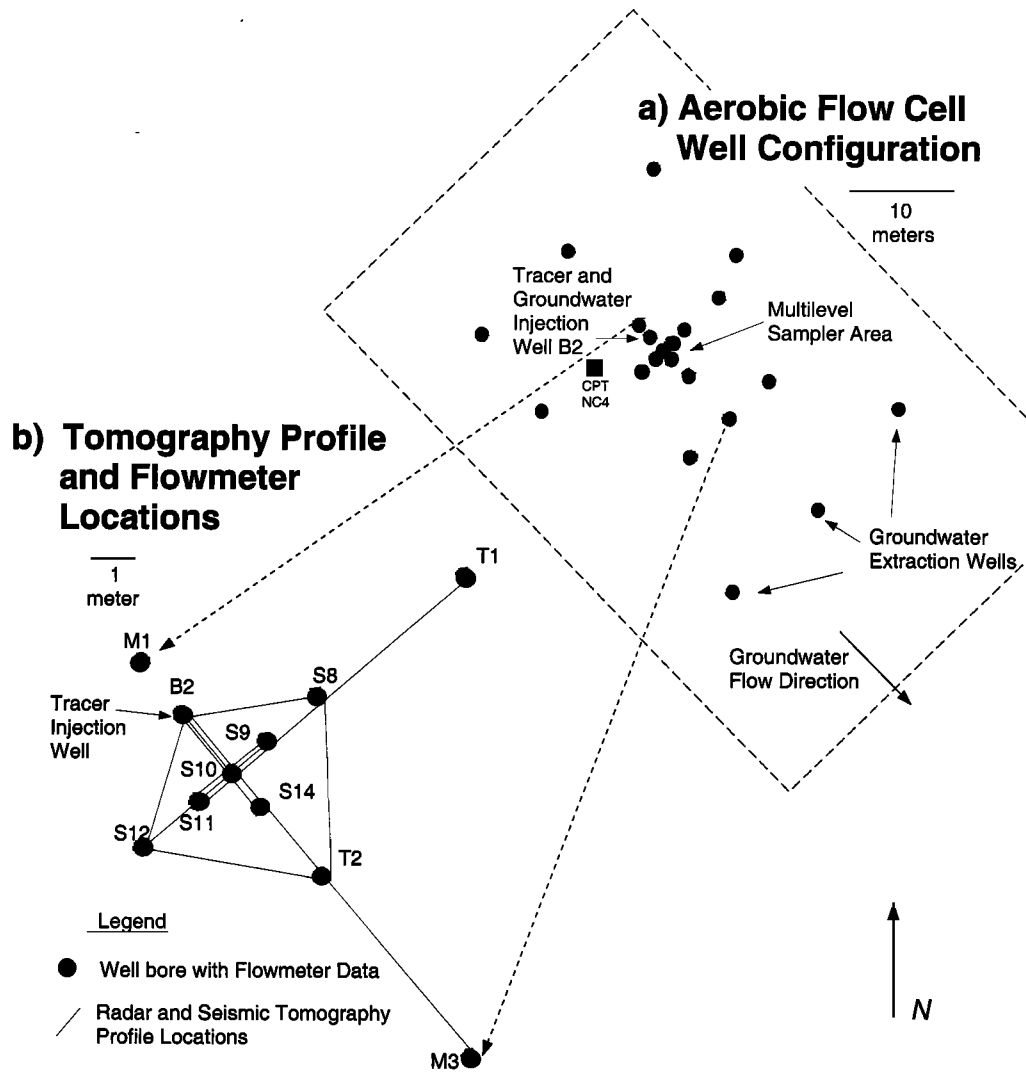 a) Aerobic Flow Cell
Well Configuration
10
meters
Tracer and
Groundwater
Injection
Well B2
Multilevel
Sampler Area
CPT
NC4
b) Tomography Profile
and Flowmeter
Locations
1
meter
T1
Groundwater
Extraction Wells
M1
Groundwater
Flow Direction
B2
S8
Tracer
Injection
Well
S9
S10
S14
S11
S12
T2
Legend
Well bore with Flowmeter Data
Radar and Seismic Tomography
Profile Locations
N
M3